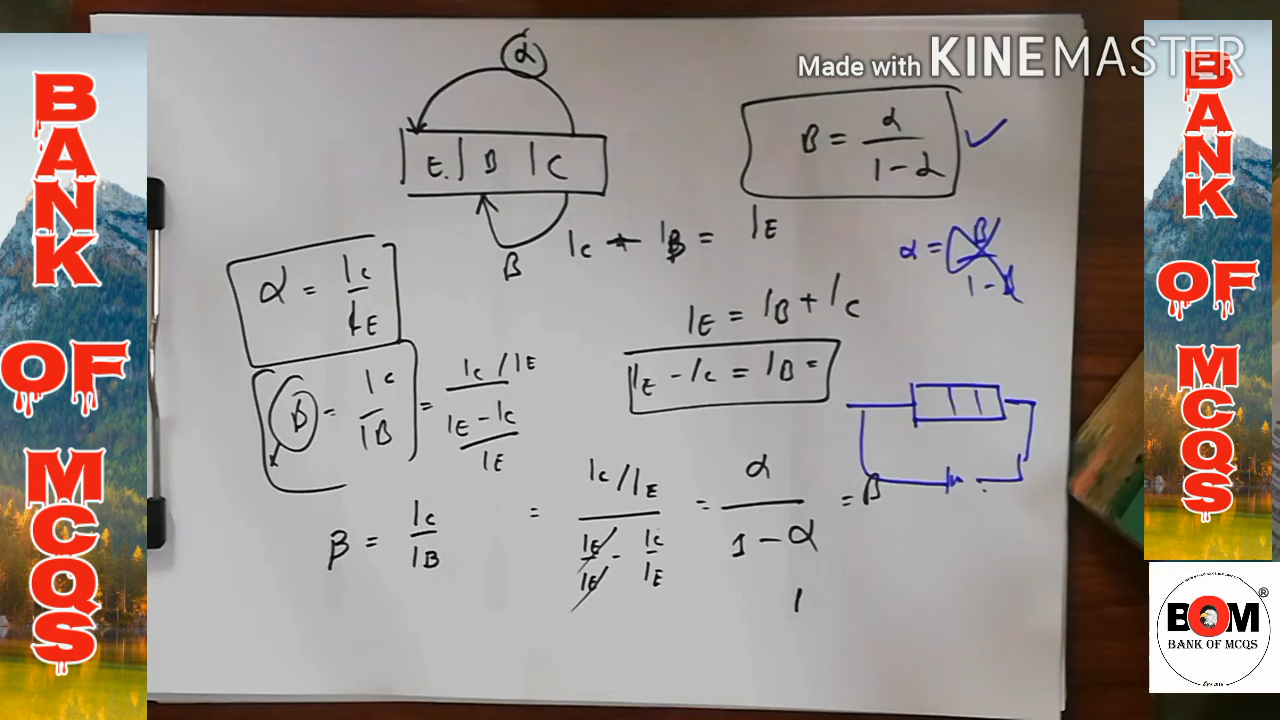 BANK OF MCQS
Made with KINEMASTER
BANK OF MCQS
α
E. B C
β
β = α / 1 - α
Ic + IB = IE
α = β / 1 - α
α = Ic / IE
IE = IB + Ic
IE - Ic = IB =
β = Ic / IB = Ic / IE / IE - Ic / IE
β = Ic / IB = Ic / IE / IE / IE - Ic / IE = α / 1 - α = β
BOM
®
BANK OF MCQS